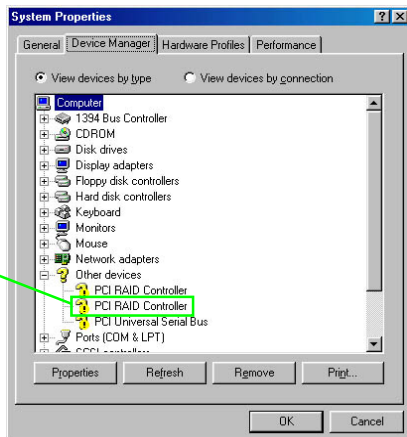 System Properties
General Device Manager Hardware Profiles Performance
View devices by type View devices by connection
Computer
1394 Bus Controller
CDROM
Disk drives
Display adapters
Floppy disk controllers
Hard disk controllers
Keyboard
Monitors
Mouse
Network adapters
Other devices
PCI RAID Controller
PCI RAID Controller
PCI Universal Serial Bus
Ports (COM & LPT)
SCSI controllers
Properties Refresh Remove Print...
OK Cancel